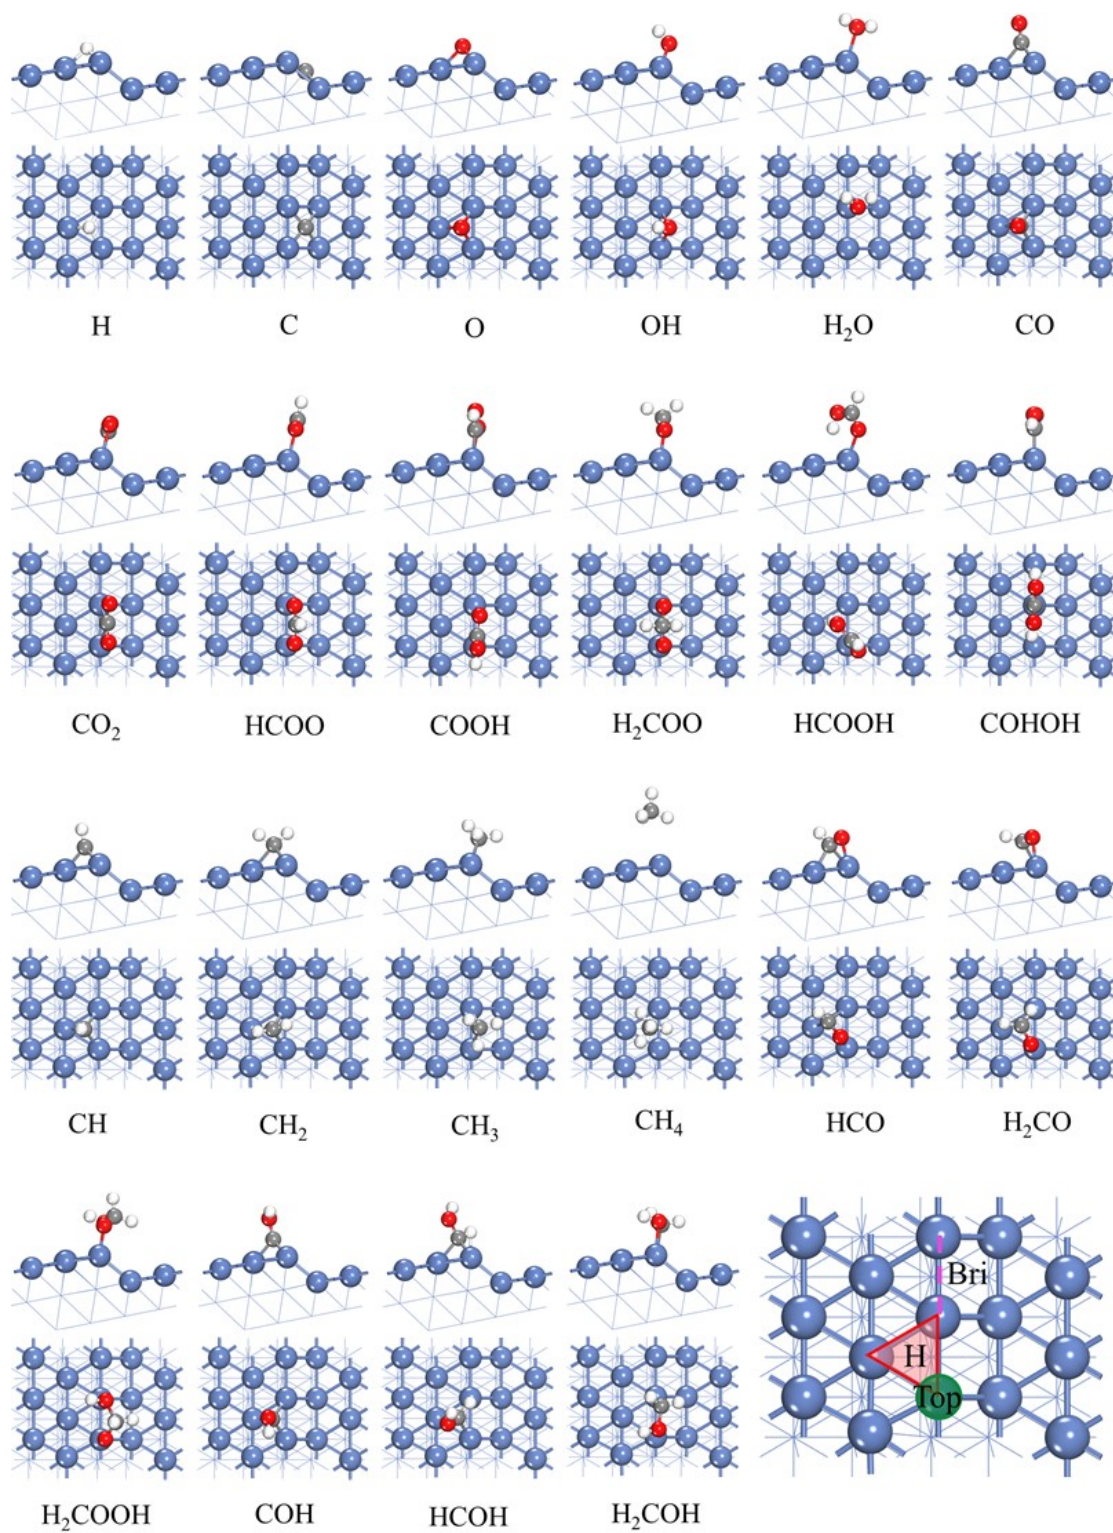 H C O OH H₂O CO
CO₂ HCOO COOH H₂COO HCOOH COHOH
CH CH₂ CH₃ CH₄ HCO H₂CO
Bri
H
Top
H₂COOH COH HCOH H₂COH